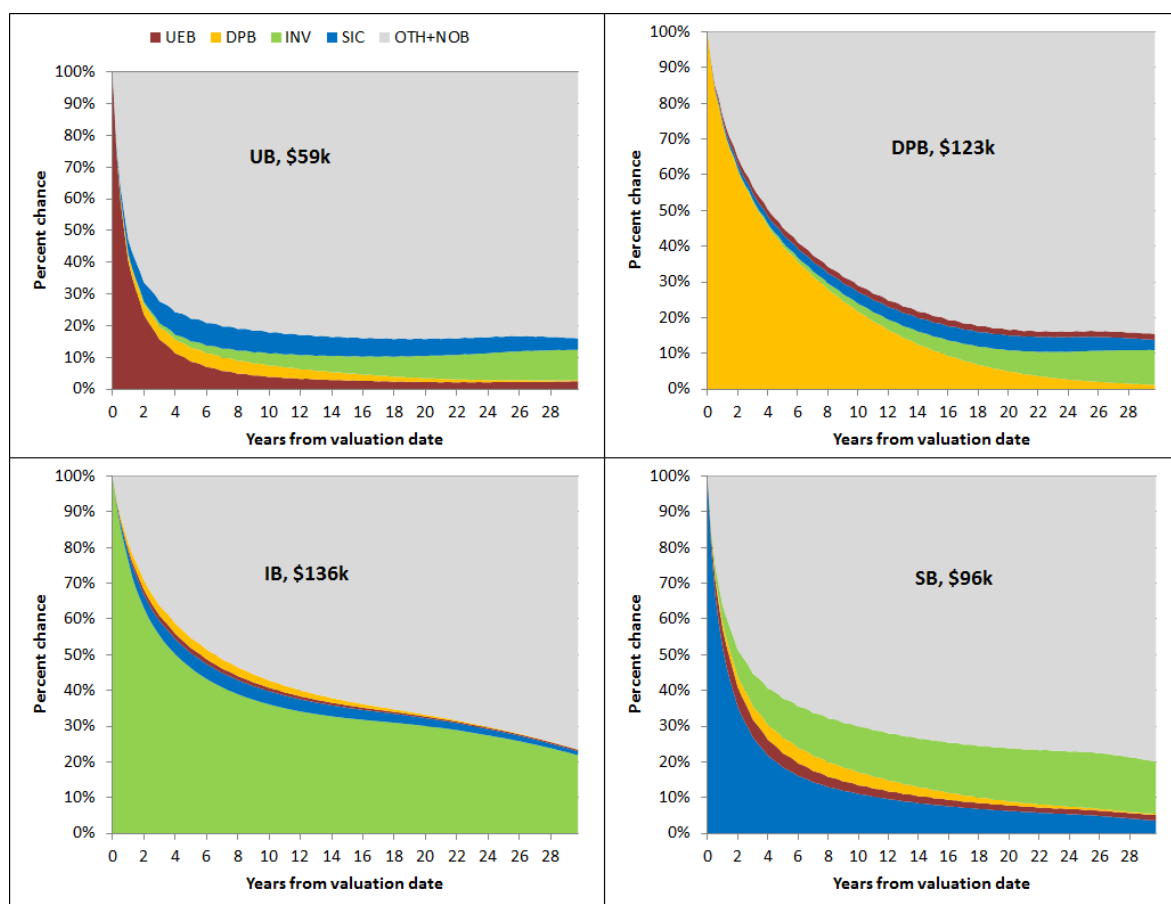 UEB DPB INV SIC OTH+NOB
100%
90%
80%
70%
60%
50%
40%
30%
20%
10%
0%
Percent chance
UB, $59k
0 2 4 6 8 10 12 14 16 18 20 22 24 26 28
Years from valuation date
100%
90%
80%
70%
60%
50%
40%
30%
20%
10%
0%
Percent chance
DPB, $123k
0 2 4 6 8 10 12 14 16 18 20 22 24 26 28
Years from valuation date
100%
90%
80%
70%
60%
50%
40%
30%
20%
10%
0%
Percent chance
IB, $136k
0 2 4 6 8 10 12 14 16 18 20 22 24 26 28
Years from valuation date
100%
90%
80%
70%
60%
50%
40%
30%
20%
10%
0%
Percent chance
SB, $96k
0 2 4 6 8 10 12 14 16 18 20 22 24 26 28
Years from valuation date